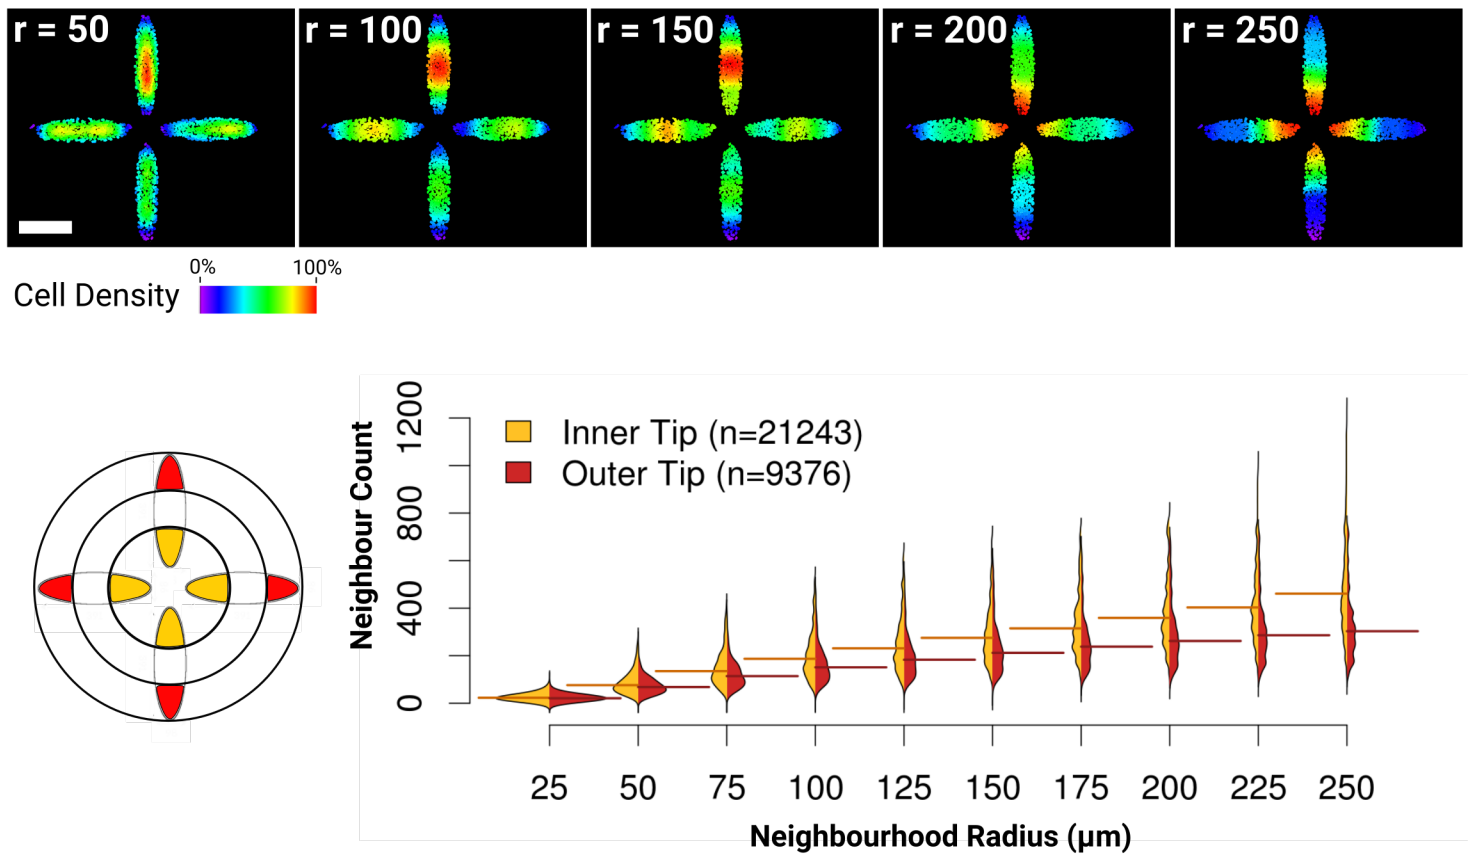 r = 50
r = 100
r = 150
r = 200
r = 250
0%
100%
Cell Density
Inner Tip (n=21243)
Outer Tip (n=9376)
Neighbour Count
1200
800
400
0
25 50 75 100 125 150 175 200 225 250
Neighbourhood Radius (µm)